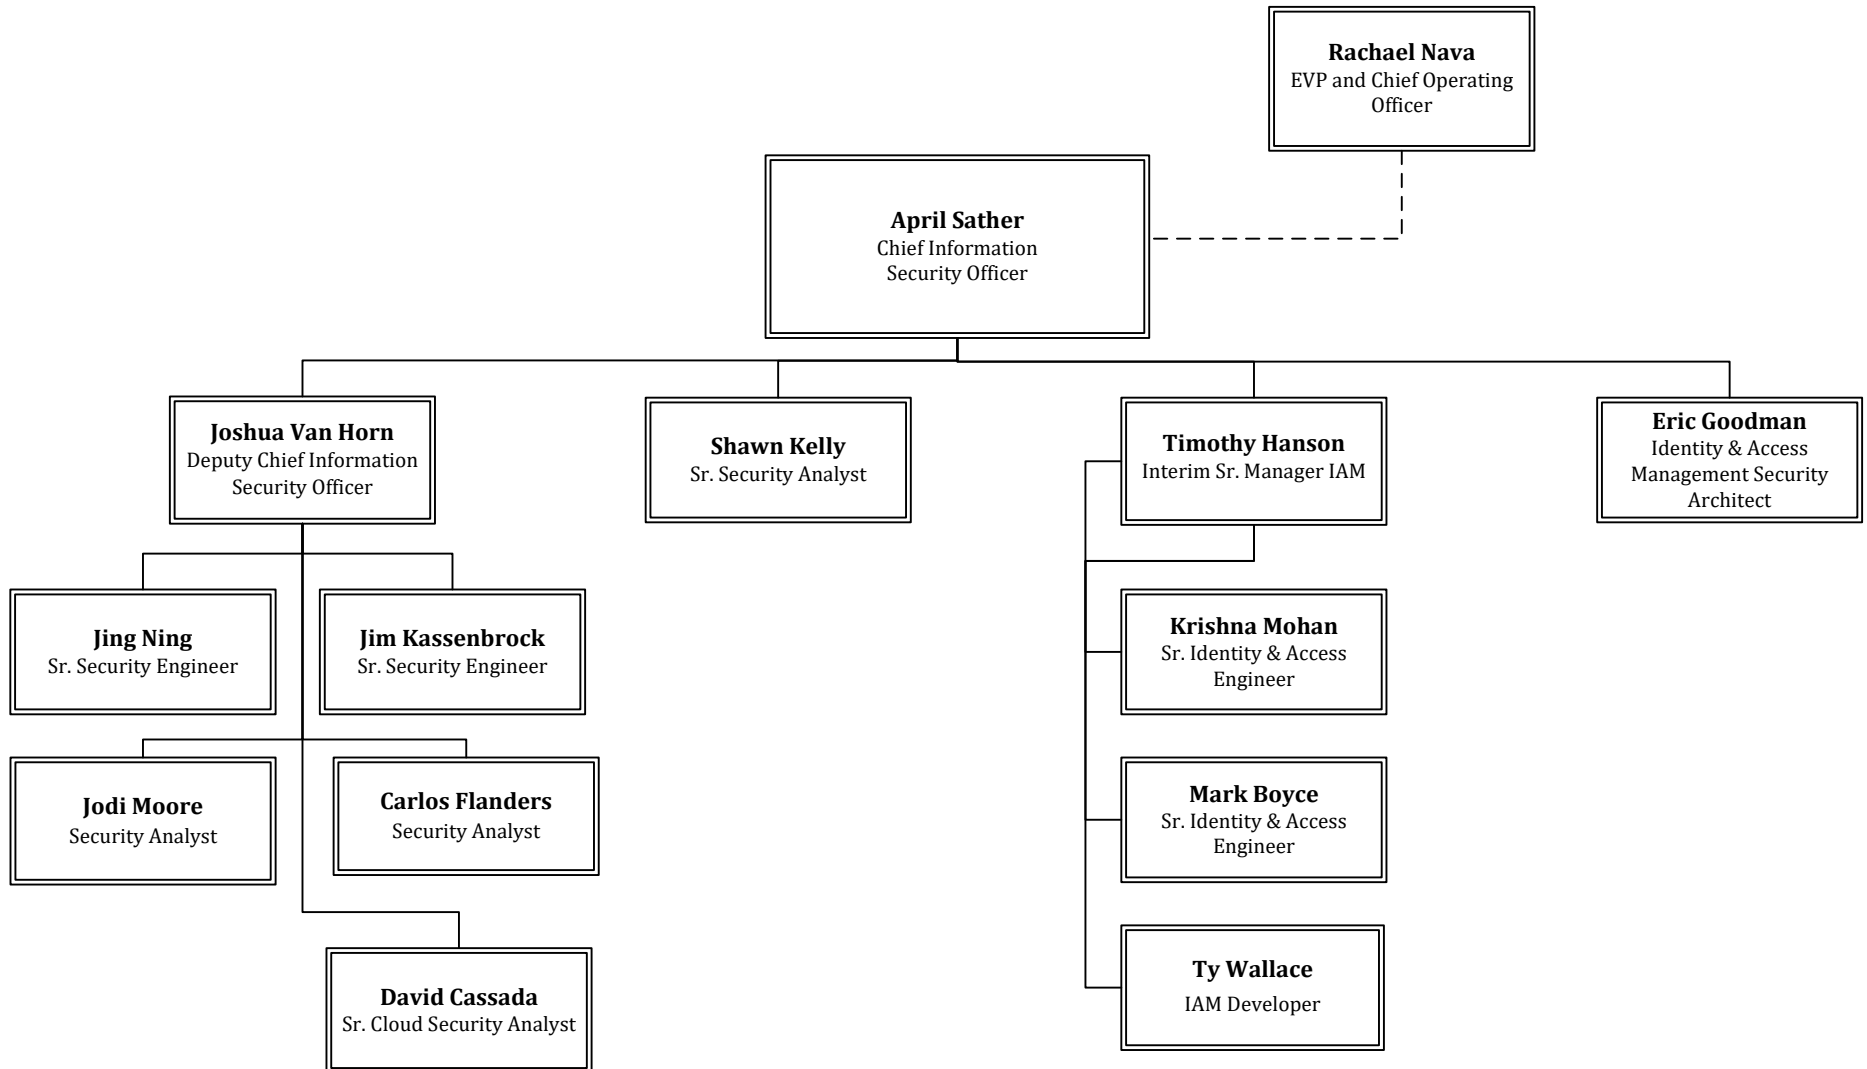 Rachael Nava
EVP and Chief Operating
Officer
April Sather
Chief Information
Security Officer
Joshua Van Horn
Deputy Chief Information
Security Officer
Shawn Kelly
Sr. Security Analyst
Timothy Hanson
Interim Sr. Manager IAM
Eric Goodman
Identity & Access
Management Security
Architect
Jing Ning
Sr. Security Engineer
Jim Kassenbrock
Sr. Security Engineer
Krishna Mohan
Sr. Identity & Access
Engineer
Jodi Moore
Security Analyst
Carlos Flanders
Security Analyst
Mark Boyce
Sr. Identity & Access
Engineer
David Cassada
Sr. Cloud Security Analyst
Ty Wallace
IAM Developer